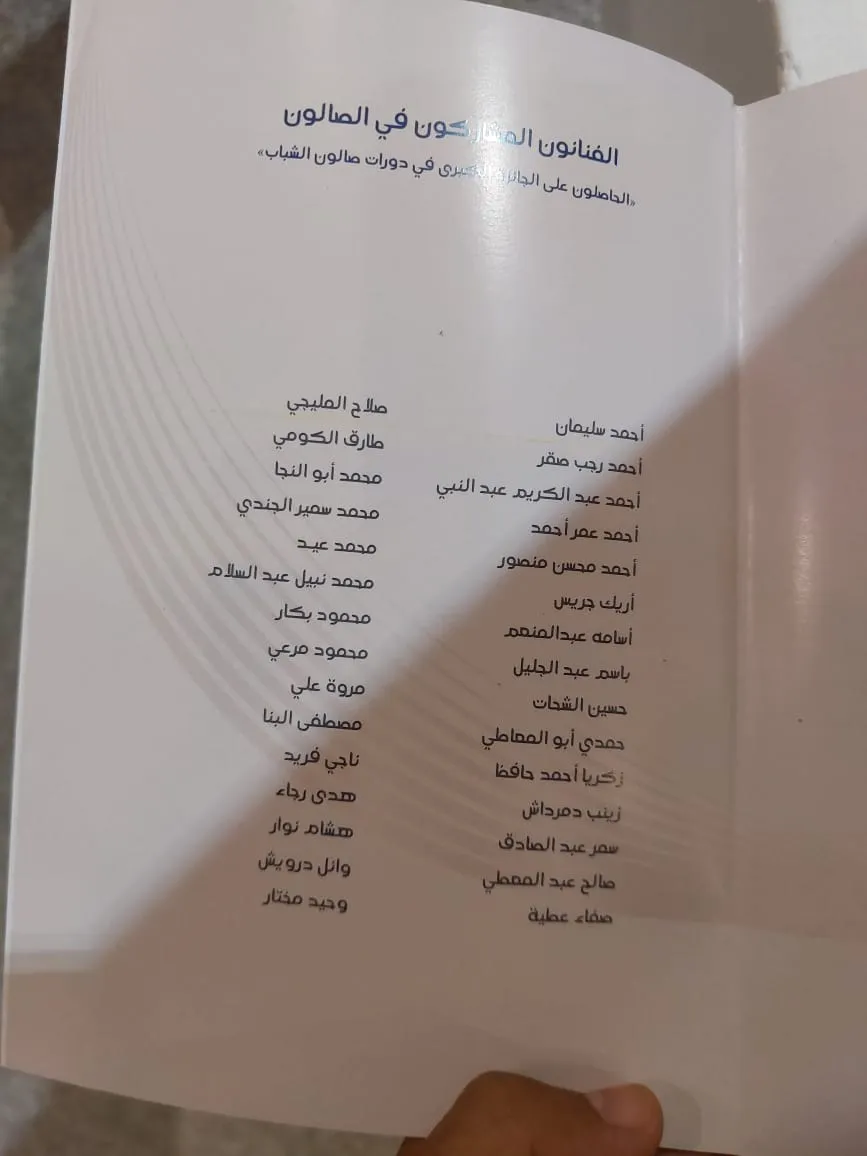 الفنانون المشاركون في الصالون
«الحاصلون على الجائزة الكبرى في دورات صالون الشباب»
أحمد سليمان
أحمد رجب صقر
أحمد عبد الكريم عبد النبي
أحمد عمر أحمد
أحمد محسن منصور
أريك جريس
أسامه عبدالمنعم
باسم عبد الجليل
حسين الشحات
حمدي أبو المعاطي
زكريا أحمد حافظ
زينب دمرداش
سمر عبد الصادق
صالح عبد المعطي
صفاء عطية
صلاح المليجي
طارق الكومي
محمد أبو النجا
محمد سمير الجندي
محمد عيد
محمد نبيل عبد السلام
محمود بكار
محمود مرعي
مروة علي
مصطفى البنا
ناجي فريد
هدى رجاء
هشام نوار
وائل درويش
وحيد مختار